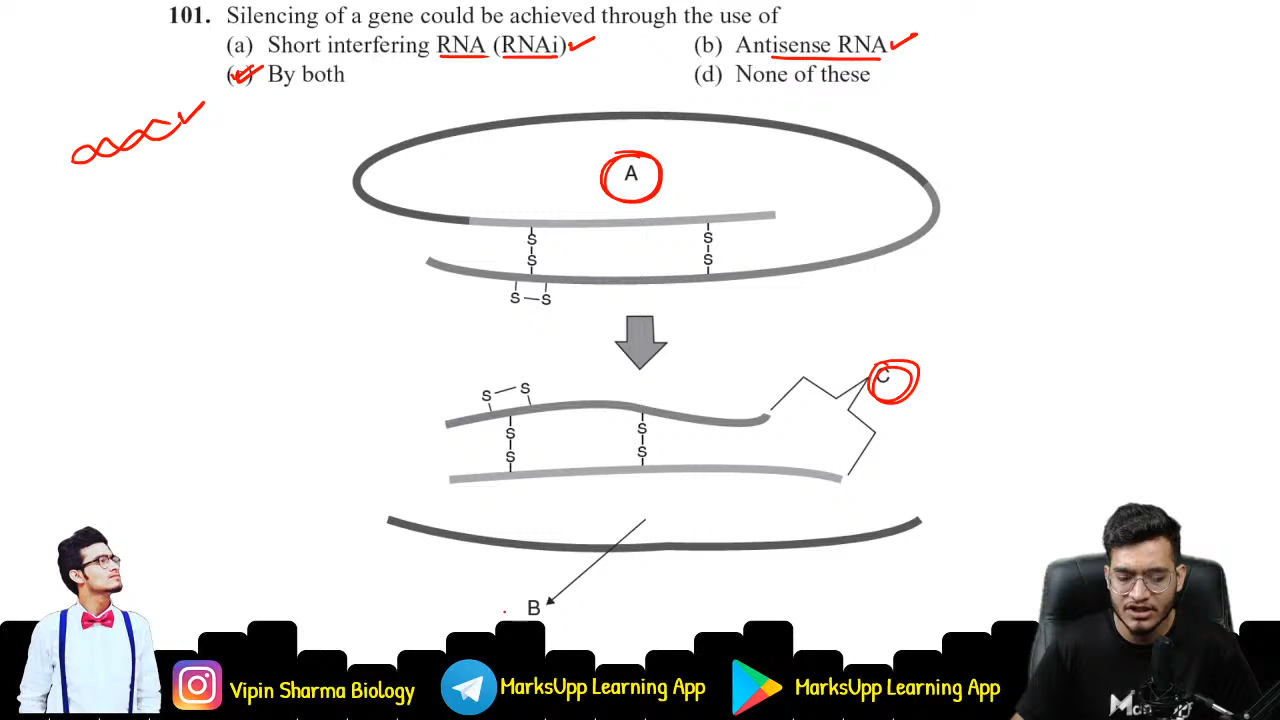 101. Silencing of a gene could be achieved through the use of
(a) Short interfering RNA (RNAi)
(b) Antisense RNA
By both
(d) None of these
A
S
S
S
S
S S
S S
C
S
S
S
S
B
Vipin Sharma Biology
MarksUpp Learning App
MarksUpp Learning App